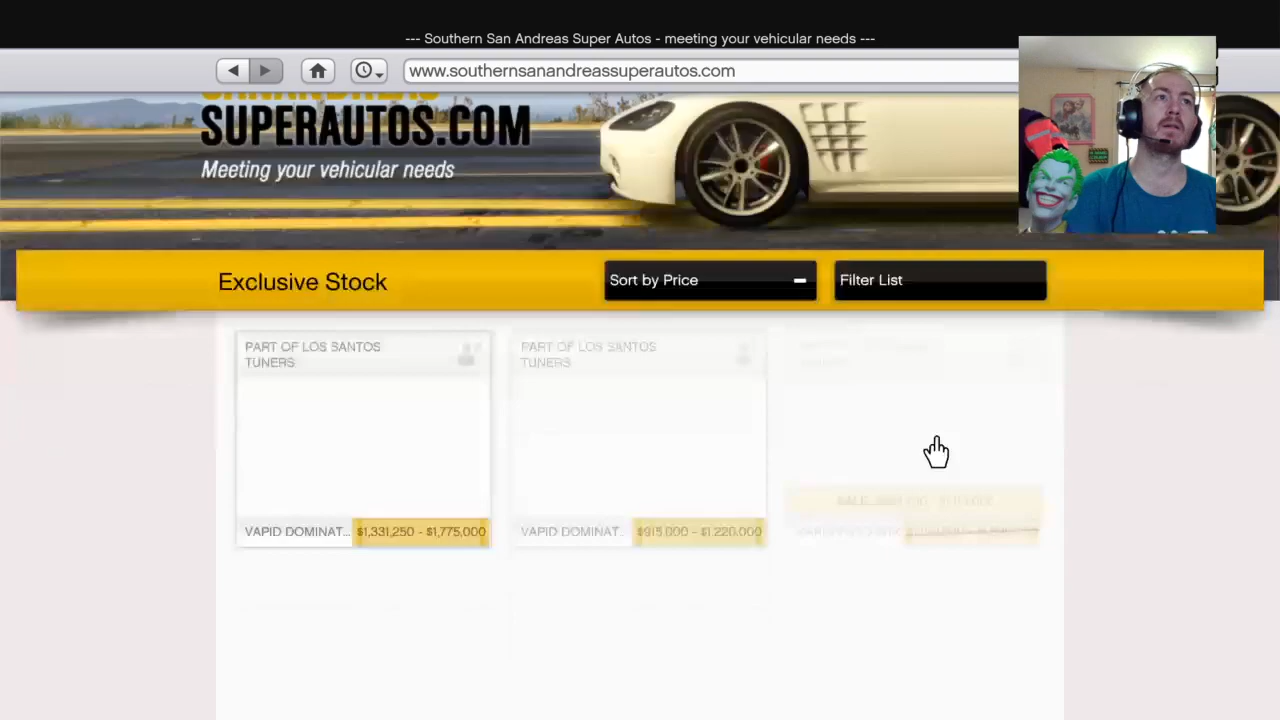 --- Southern San Andreas Super Autos - meeting your vehicular needs ---
www.southernsanandreassuperautos.com
SANANDREAS
SUPERAUTOS.COM
Meeting your vehicular needs
Exclusive Stock
Sort by Price
Filter List
PART OF LOS SANTOS
TUNERS
PART OF LOS SANTOS
TUNERS
VAPID DOMINAT... $1,331,250 - $1,775,000
VAPID DOMINAT... $915,000 - $1,220,000